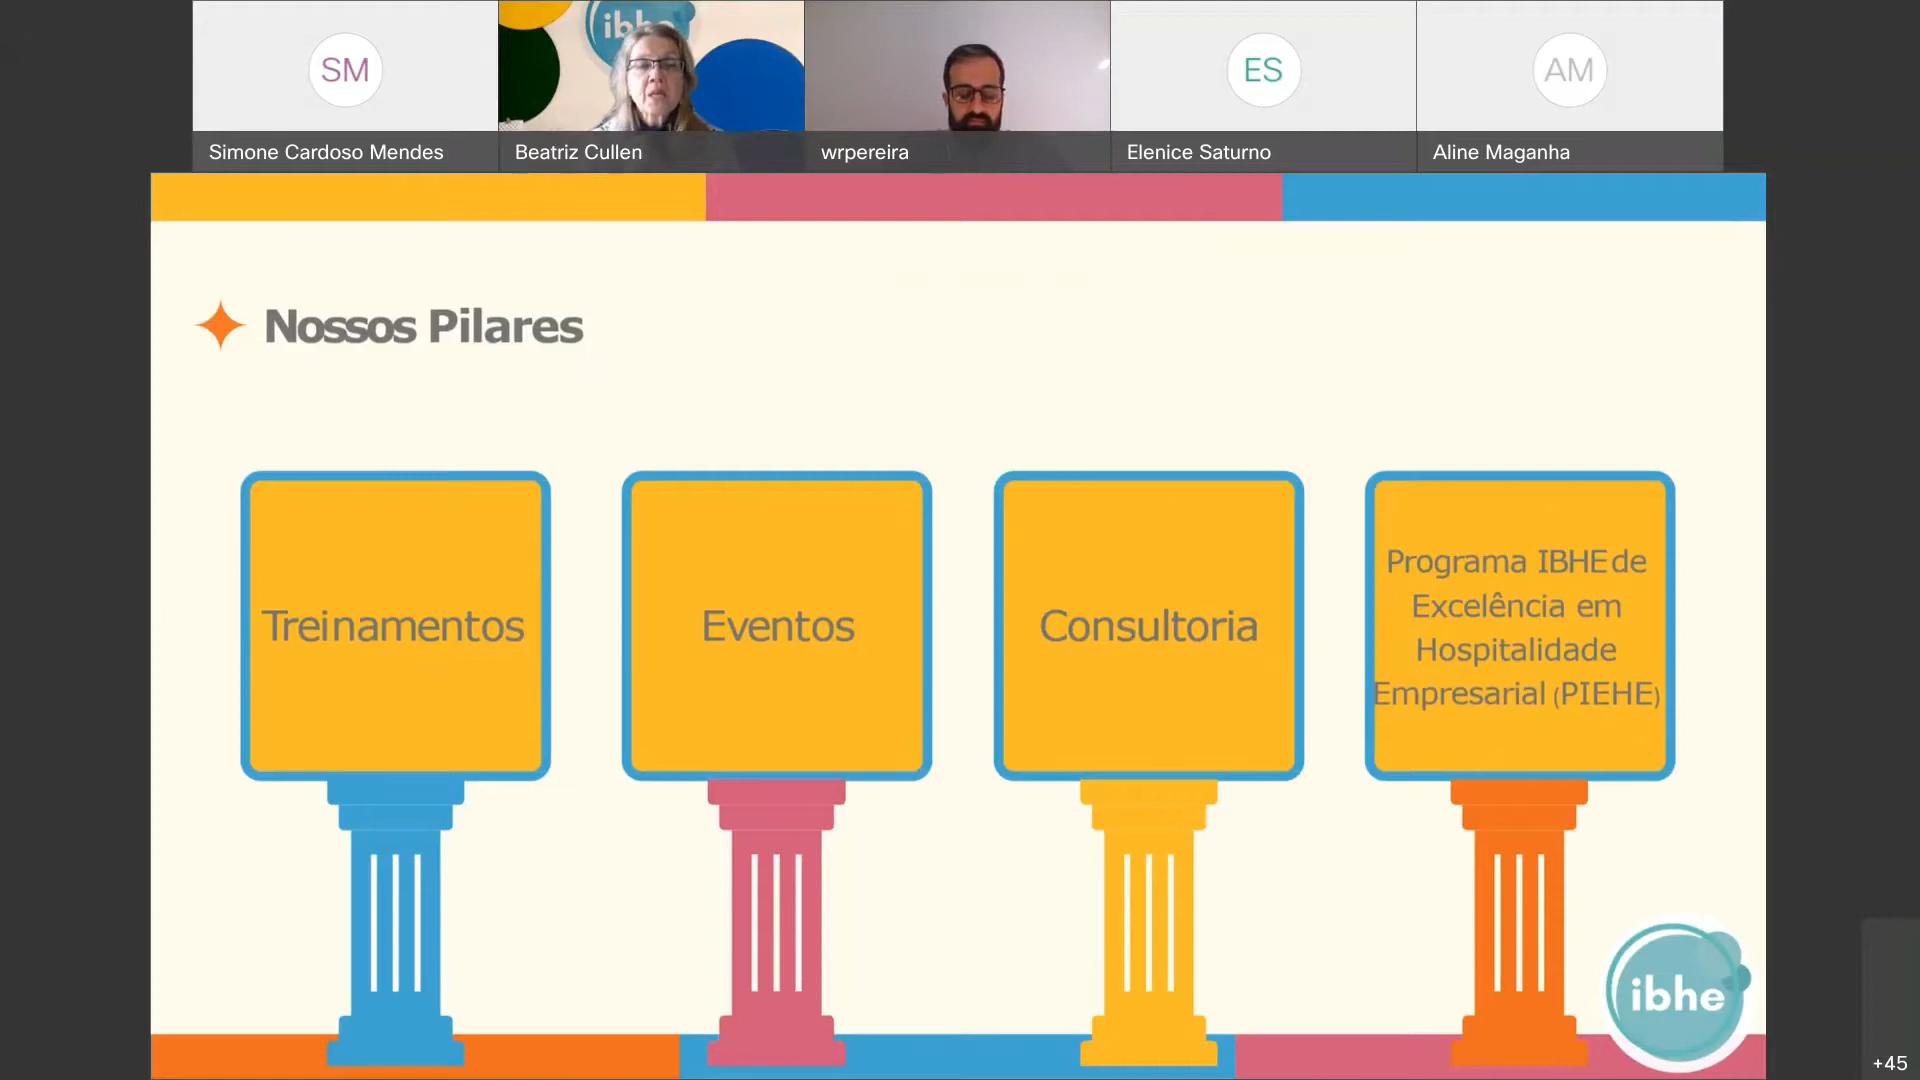 SM
ibhe
ES
AM
Simone Cardoso Mendes
Beatriz Cullen
wrpereira
Elenice Saturno
Aline Maganha
Nossos Pilares
Treinamentos
Eventos
Consultoria
Programa IBHE de
Excelência em
Hospitalidade
Empresarial (PIEHE)
ibhe
+45